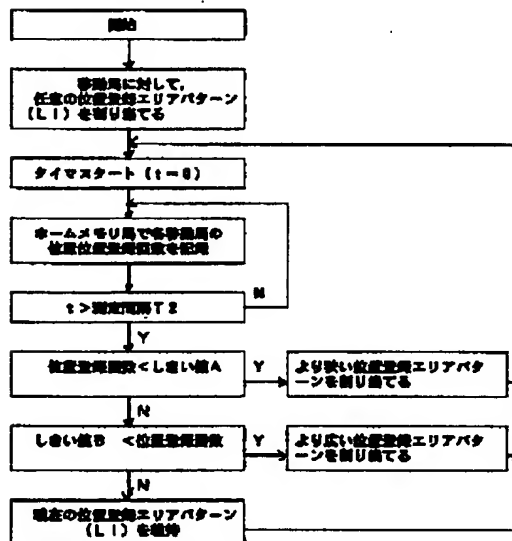 開始
移動局に対して,
任意の位置登録エリアパターン
(LI)を割り当てる
タイマスタート(t=0)
ホームメモリ局で各移動局の
位置登録回数を記録
t>測定間隔T2
N
Y
位置登録回数<しきい値A
Y
より狭い位置登録エリアパタ
ーンを割り当てる
N
しきい値B <位置登録回数
Y
より広い位置登録エリアパタ
ーンを割り当てる
N
現在の位置登録エリアパターン
(LI)を維持